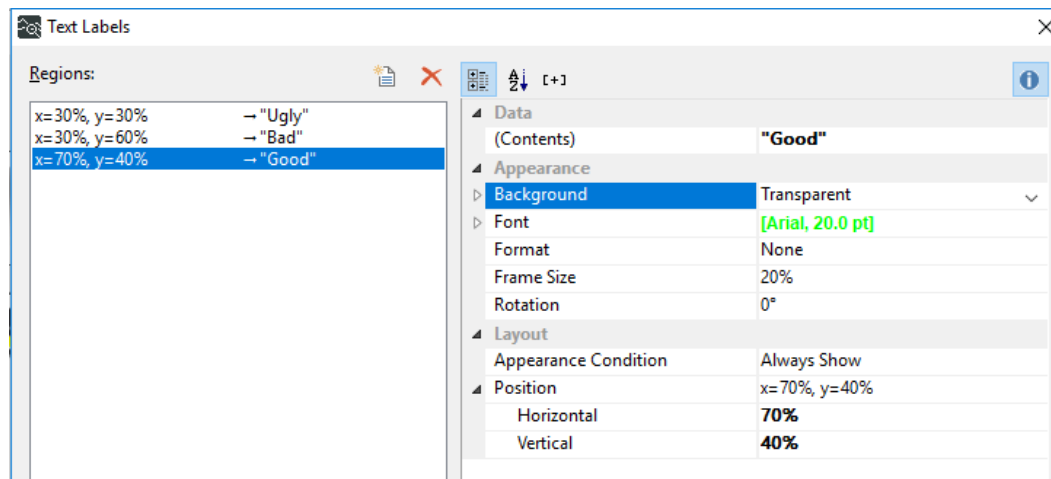 Text Labels
Regions:
x=30%, y=30% → "Ugly"
x=30%, y=60% → "Bad"
x=70%, y=40% → "Good"
A Z [+]
Data
(Contents) "Good"
Appearance
Background Transparent
Font [Arial, 20.0 pt]
Format None
Frame Size 20%
Rotation 0°
Layout
Appearance Condition Always Show
Position x=70%, y=40%
Horizontal 70%
Vertical 40%